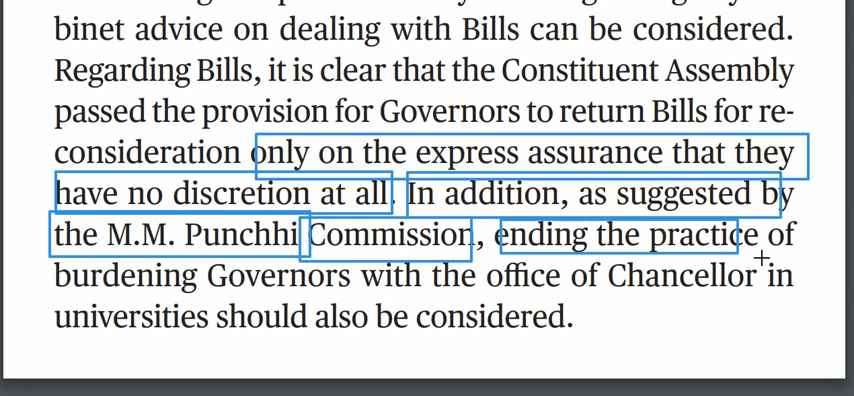 binet advice on dealing with Bills can be considered.
Regarding Bills, it is clear that the Constituent Assembly
passed the provision for Governors to return Bills for re-
consideration only on the express assurance that they
have no discretion at all. In addition, as suggested by
the M.M. Punchhi Commission, ending the practice of
burdening Governors with the office of Chancellor in
universities should also be considered.